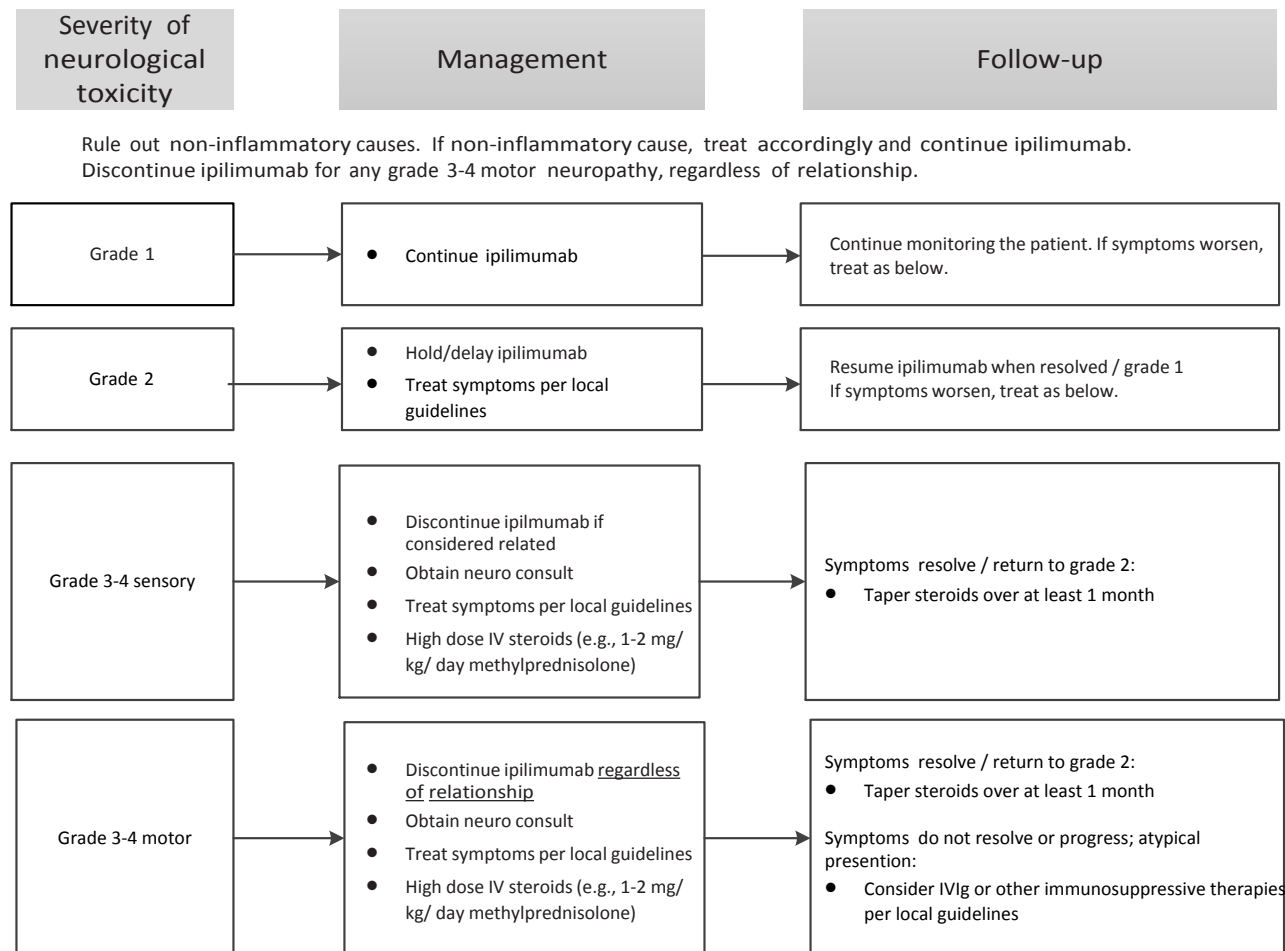 Severity of
neurological
toxicity
Management
Follow-up
Rule out non-inflammatory causes. If non-inflammatory cause, treat accordingly and continue ipilimumab.
Discontinue ipilimumab for any grade 3-4 motor neuropathy, regardless of relationship.
Grade 1
● Continue ipilimumab
Continue monitoring the patient. If symptoms worsen,
treat as below.
Grade 2
● Hold/delay ipilimumab
● Treat symptoms per local
guidelines
Resume ipilimumab when resolved / grade 1
If symptoms worsen, treat as below.
Grade 3-4 sensory
● Discontinue ipilmumab if
considered related
● Obtain neuro consult
● Treat symptoms per local guidelines
● High dose IV steroids (e.g., 1-2 mg/
kg/ day methylprednisolone)
Symptoms resolve / return to grade 2:
● Taper steroids over at least 1 month
Grade 3-4 motor
● Discontinue ipilimumab regardless
of relationship
● Obtain neuro consult
● Treat symptoms per local guidelines
● High dose IV steroids (e.g., 1-2 mg/
kg/ day methylprednisolone)
Symptoms resolve / return to grade 2:
● Taper steroids over at least 1 month
Symptoms do not resolve or progress; atypical
presention:
● Consider IVIg or other immunosuppressive therapies
per local guidelines